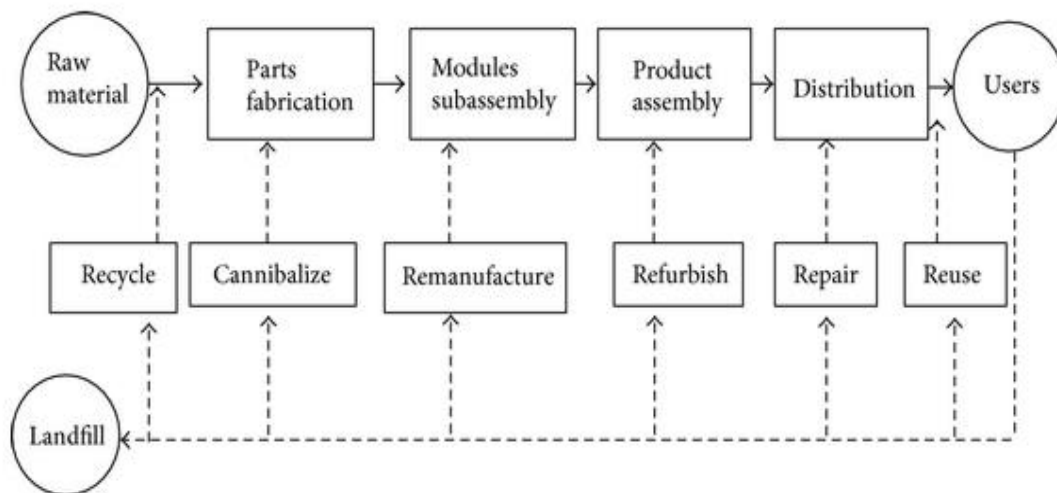 Raw
material
Parts
fabrication
Modules
subassembly
Product
assembly
Distribution
Users
Recycle
Cannibalize
Remanufacture
Refurbish
Repair
Reuse
Landfill